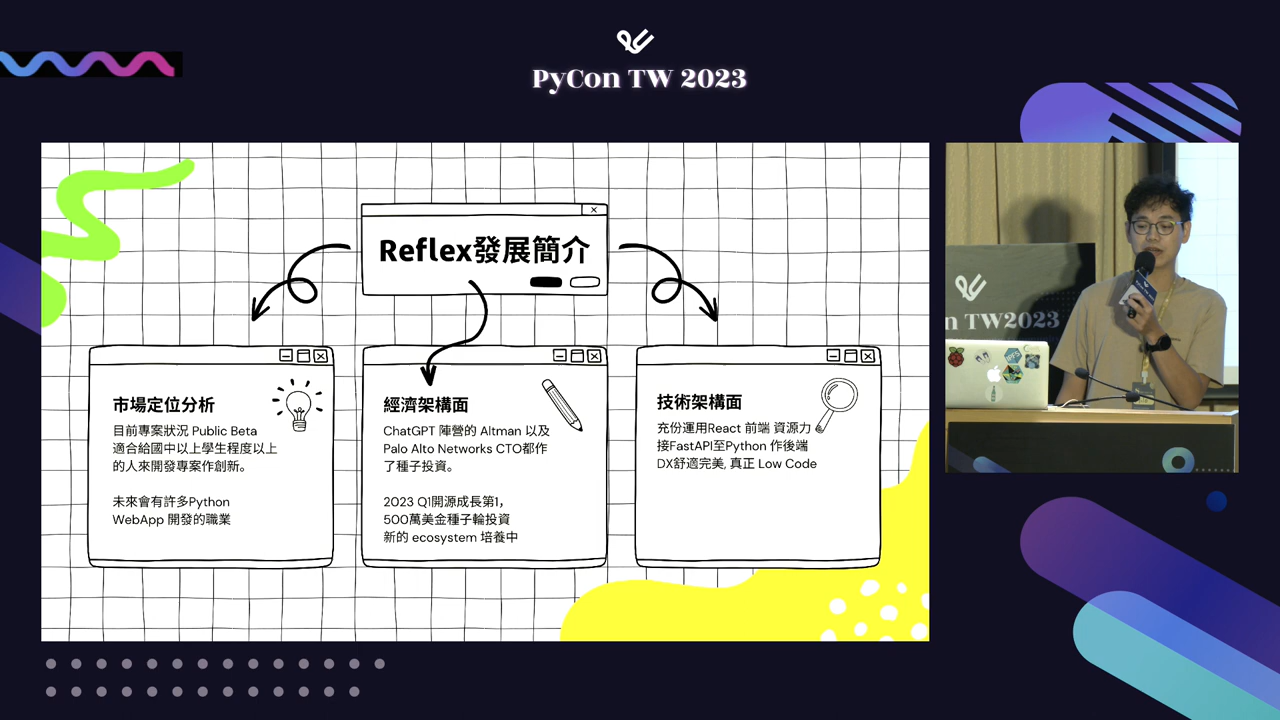 PyCon TW 2023
Reflex發展簡介
市場定位分析
目前專案狀況 Public Beta
適合給國中以上學生程度以上
的人來開發專案作創新。
未來會有許多Python
WebApp 開發的職業
經濟架構面
ChatGPT 陣營的 Altman 以及
Palo Alto Networks CTO都作
了種子投資。
2023 Q1開源成長第1,
500萬美金種子輪投資
新的 ecosystem 培養中
技術架構面
充份運用React 前端 資源力
接FastAPI至Python 作後端
DX舒適完美, 真正 Low Code
n TW2023